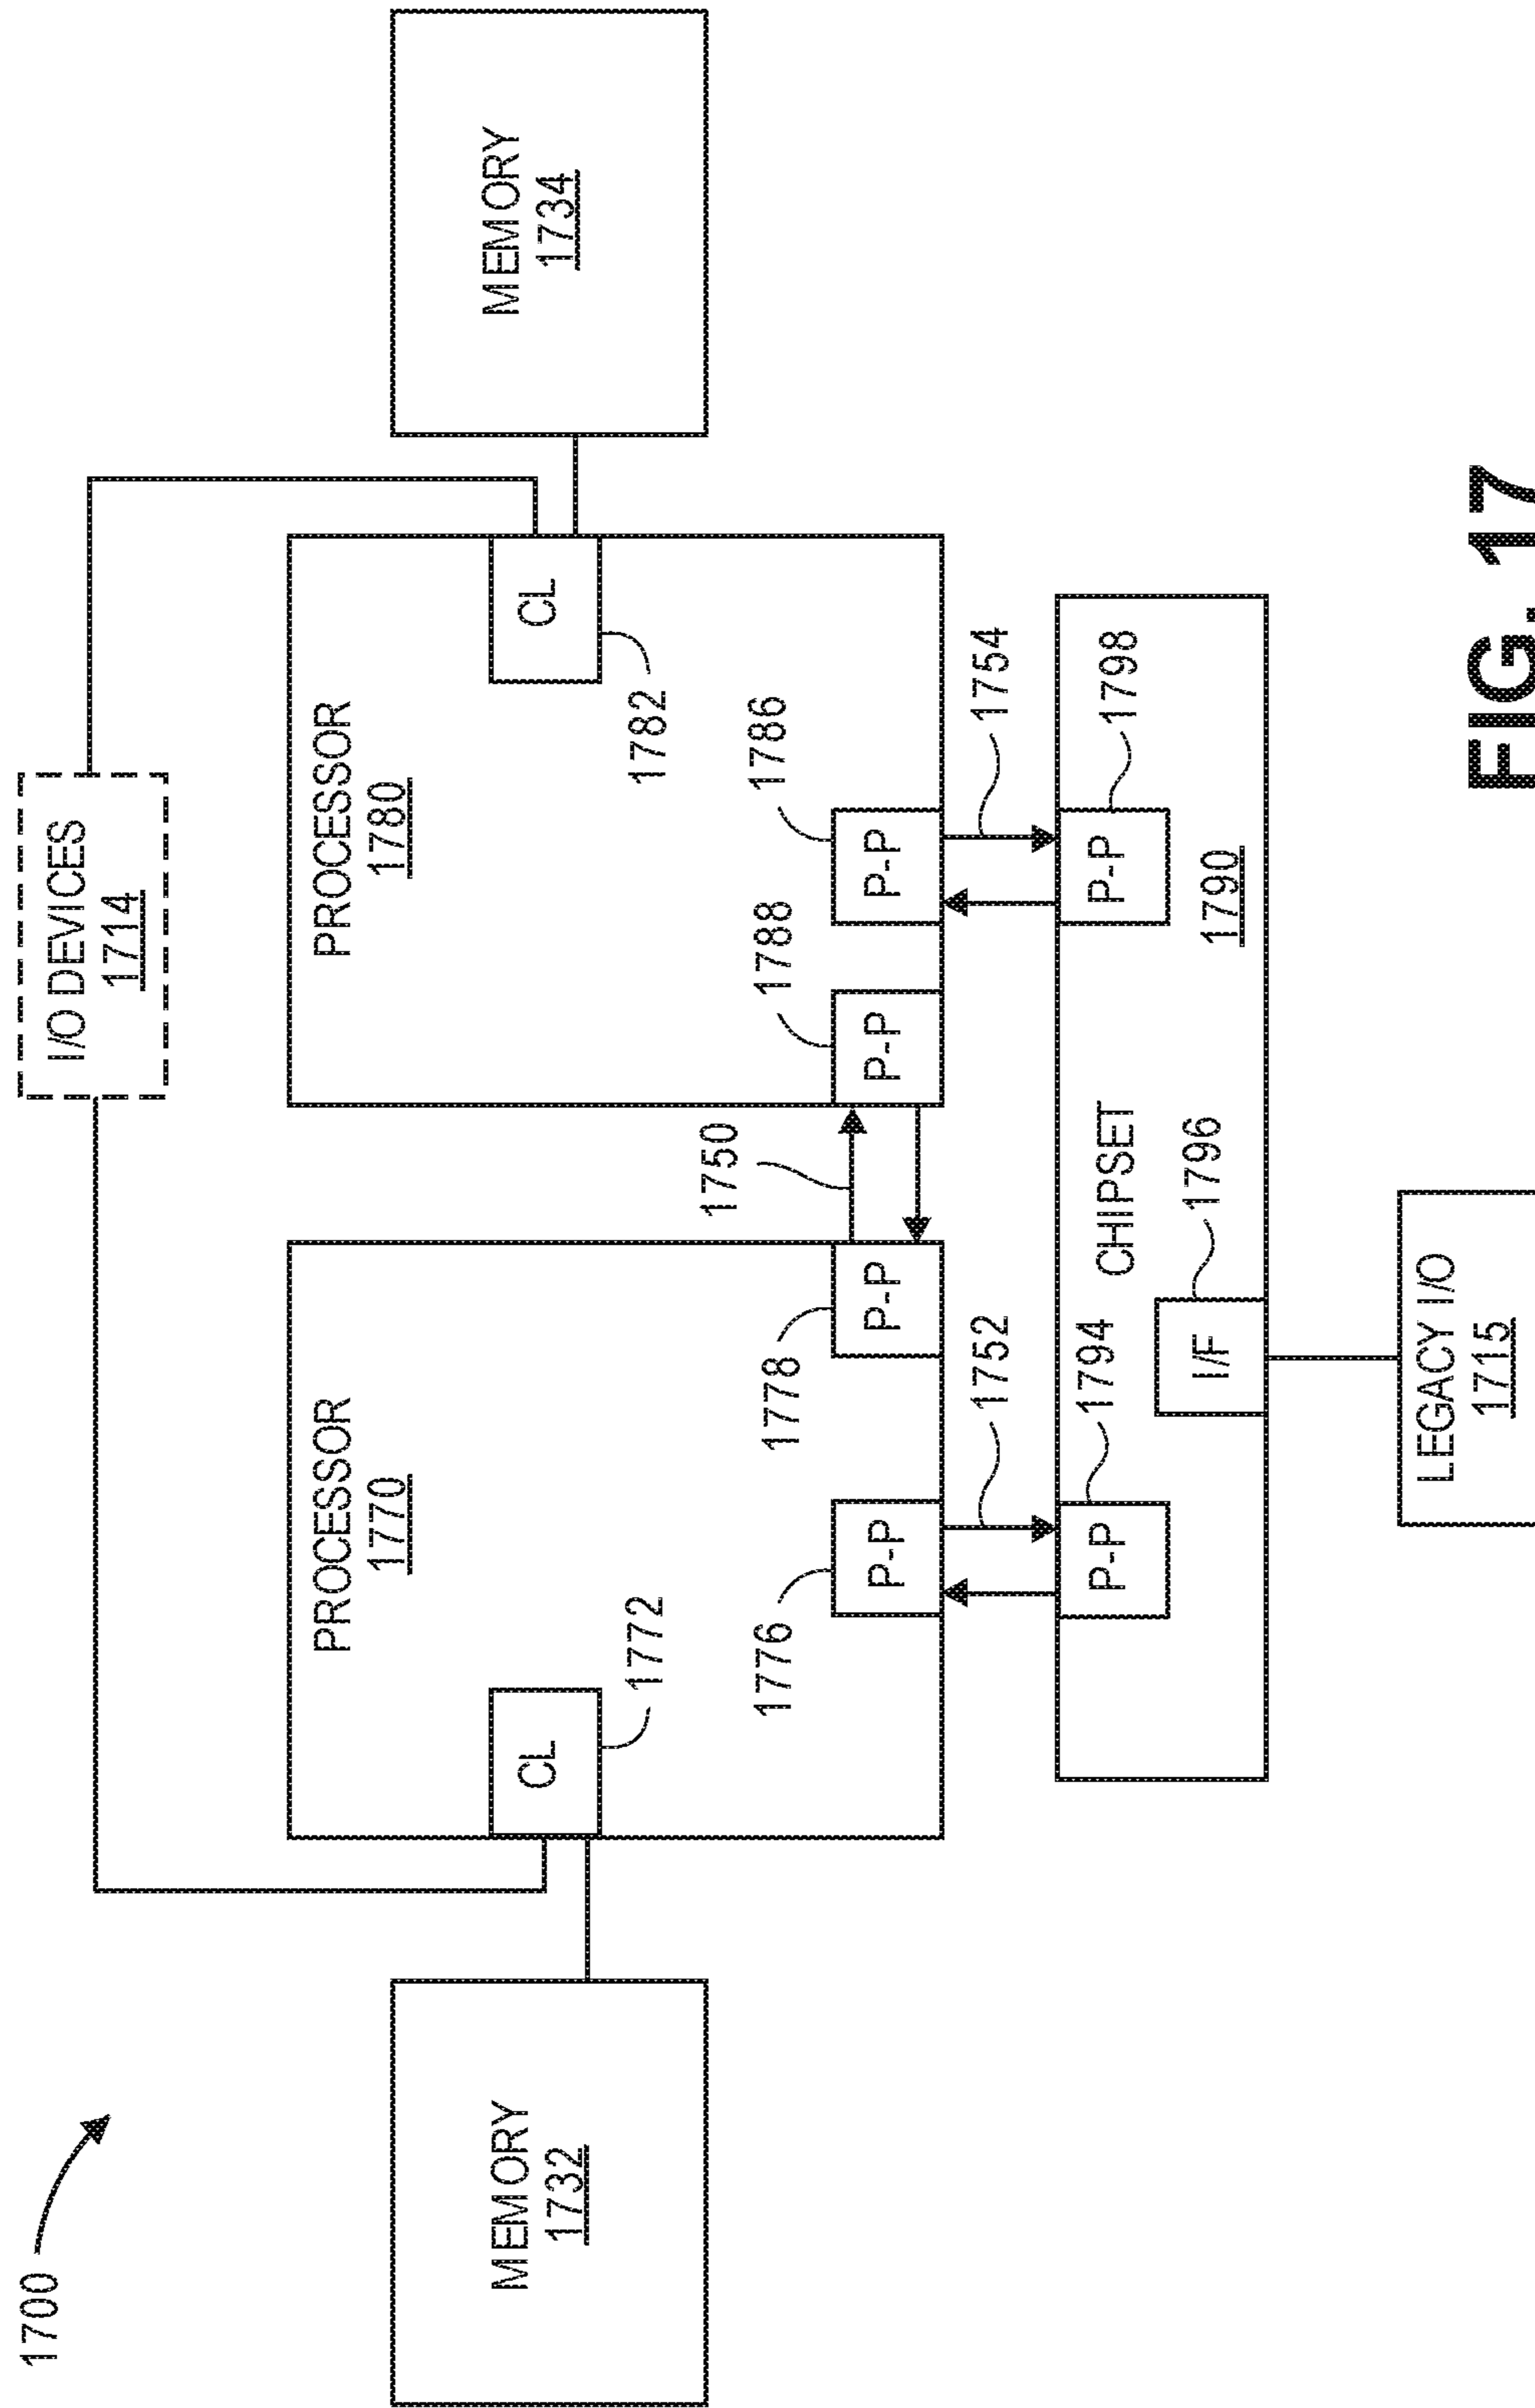 1700
I/O DEVICES
1714
MEMORY
1732
PROCESSOR
1770
CL
1772
1776
P-P
1778
P-P
1750
PROCESSOR
1780
CL
1782
1788
P-P
1786
P-P
MEMORY
1734
1752
1754
P-P
1794
CHIPSET
1790
P-P
1798
I/F
1796
LEGACY I/O
1715
FIG. 17